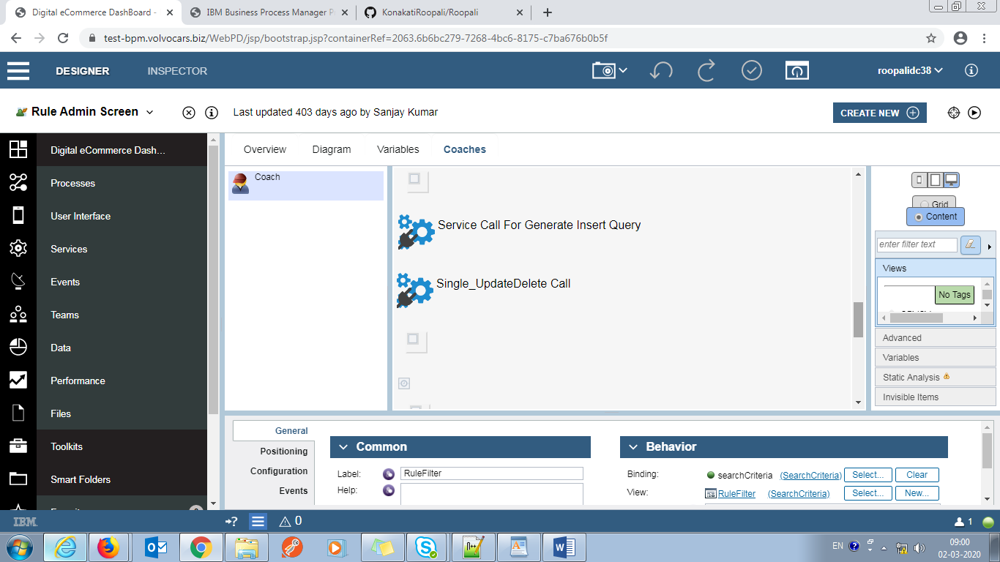 Digital eCommerce DashBoard -
IBM Business Process Manager P
KonakatiRoopali/Roopali
test-bpm.volvocars.biz/WebPD/jsp/bootstrap.jsp?containerRef=2063.6b6bc279-7268-4bc6-8175-c7ba676b0b5f
DESIGNER
INSPECTOR
roopalidc38
Rule Admin Screen
Last updated 403 days ago by Sanjay Kumar
CREATE NEW
Digital eCommerce Dash...
Processes
User Interface
Services
Events
Teams
Data
Performance
Files
Toolkits
Smart Folders
Overview
Diagram
Variables
Coaches
Coach
Service Call For Generate Insert Query
Single_UpdateDelete Call
Grid
Content
enter filter text
Views
No Tags
Advanced
Variables
Static Analysis
Invisible Items
General
Positioning
Configuration
Events
Common
Label:
RuleFilter
Help:
Behavior
Binding:
searchCriteria (SearchCriteria)
Select...
Clear
View:
RuleFilter (SearchCriteria)
Select...
New...
IBM
0
1
EN
09:00
02-03-2020